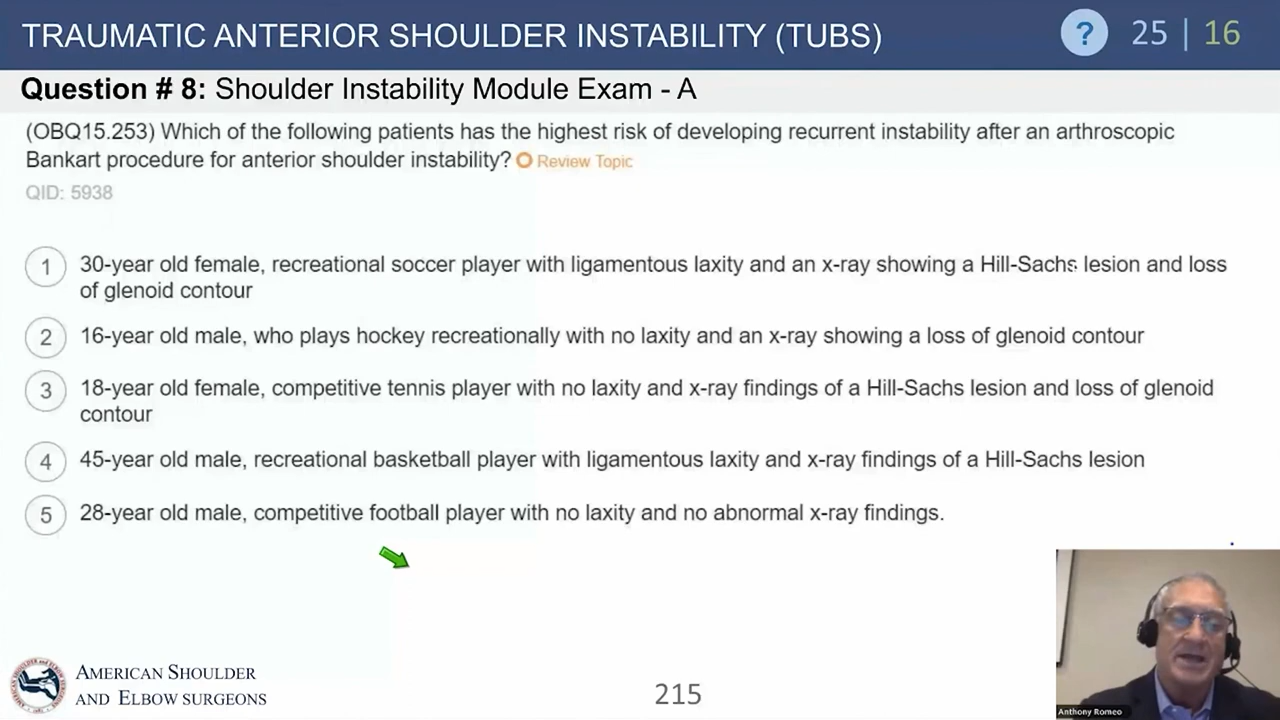 TRAUMATIC ANTERIOR SHOULDER INSTABILITY (TUBS)
? 25 | 16
Question # 8: Shoulder Instability Module Exam - A
(OBQ15.253) Which of the following patients has the highest risk of developing recurrent instability after an arthroscopic
Bankart procedure for anterior shoulder instability? Review Topic
QID: 5938
1 30-year old female, recreational soccer player with ligamentous laxity and an x-ray showing a Hill-Sachs lesion and loss
of glenoid contour
2 16-year old male, who plays hockey recreationally with no laxity and an x-ray showing a loss of glenoid contour
3 18-year old female, competitive tennis player with no laxity and x-ray findings of a Hill-Sachs lesion and loss of glenoid
contour
4 45-year old male, recreational basketball player with ligamentous laxity and x-ray findings of a Hill-Sachs lesion
5 28-year old male, competitive football player with no laxity and no abnormal x-ray findings.
AMERICAN SHOULDER
AND ELBOW SURGEONS
215
Anthony Romeo